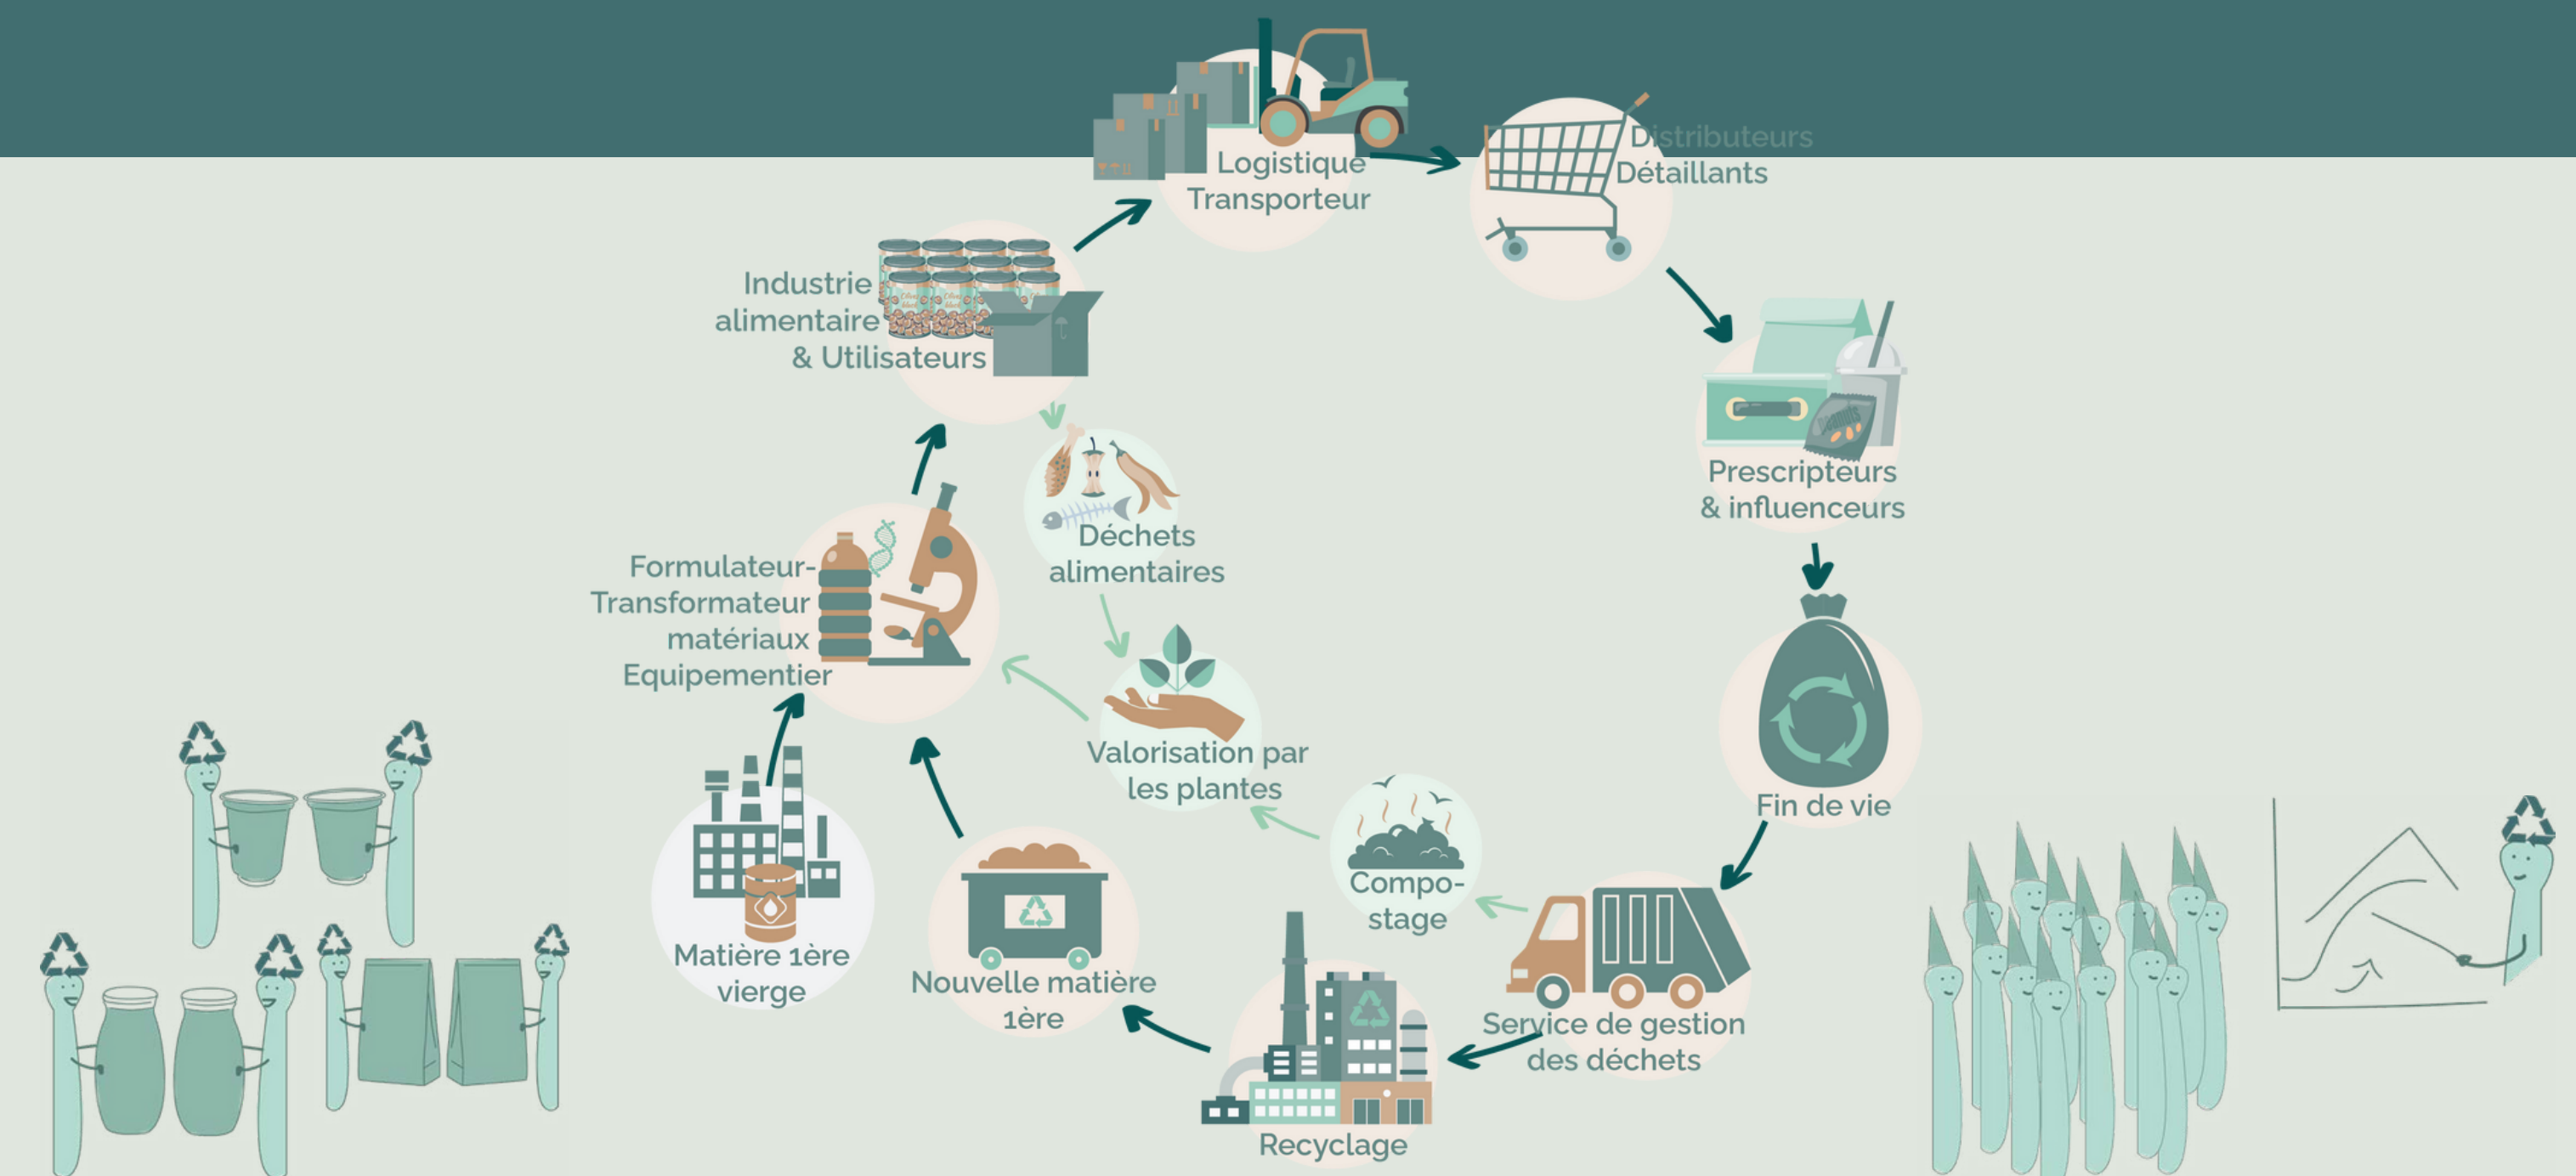 Logistique
Transporteur
Distributeurs
Détaillants
Industrie
alimentaire
& Utilisateurs
Prescripteurs
& influenceurs
Peanuts
Déchets
alimentaires
Formulateur-
Transformateur
matériaux
Equipementier
Valorisation par
les plantes
Fin de vie
Compo-
stage
Matière 1ère
vierge
Nouvelle matière
1ère
Service de gestion
des déchets
Recyclage